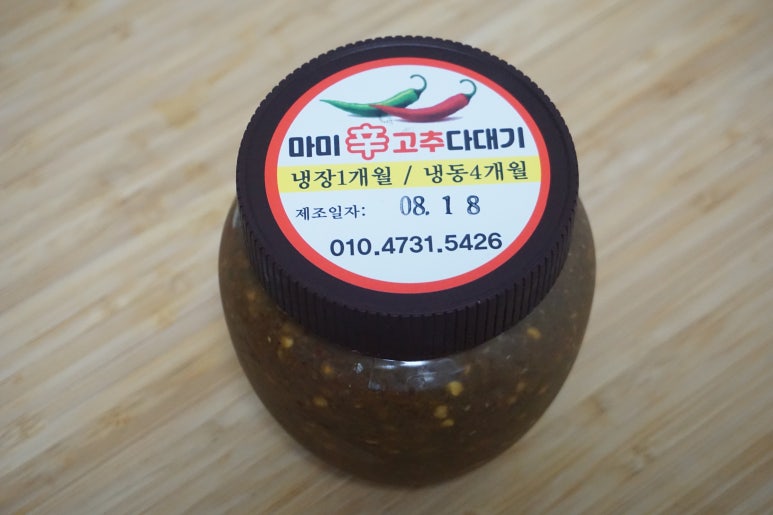 마미 辛 고추다대기
냉장1개월 / 냉동4개월
제조일자: 08. 1 8
010.4731.5426